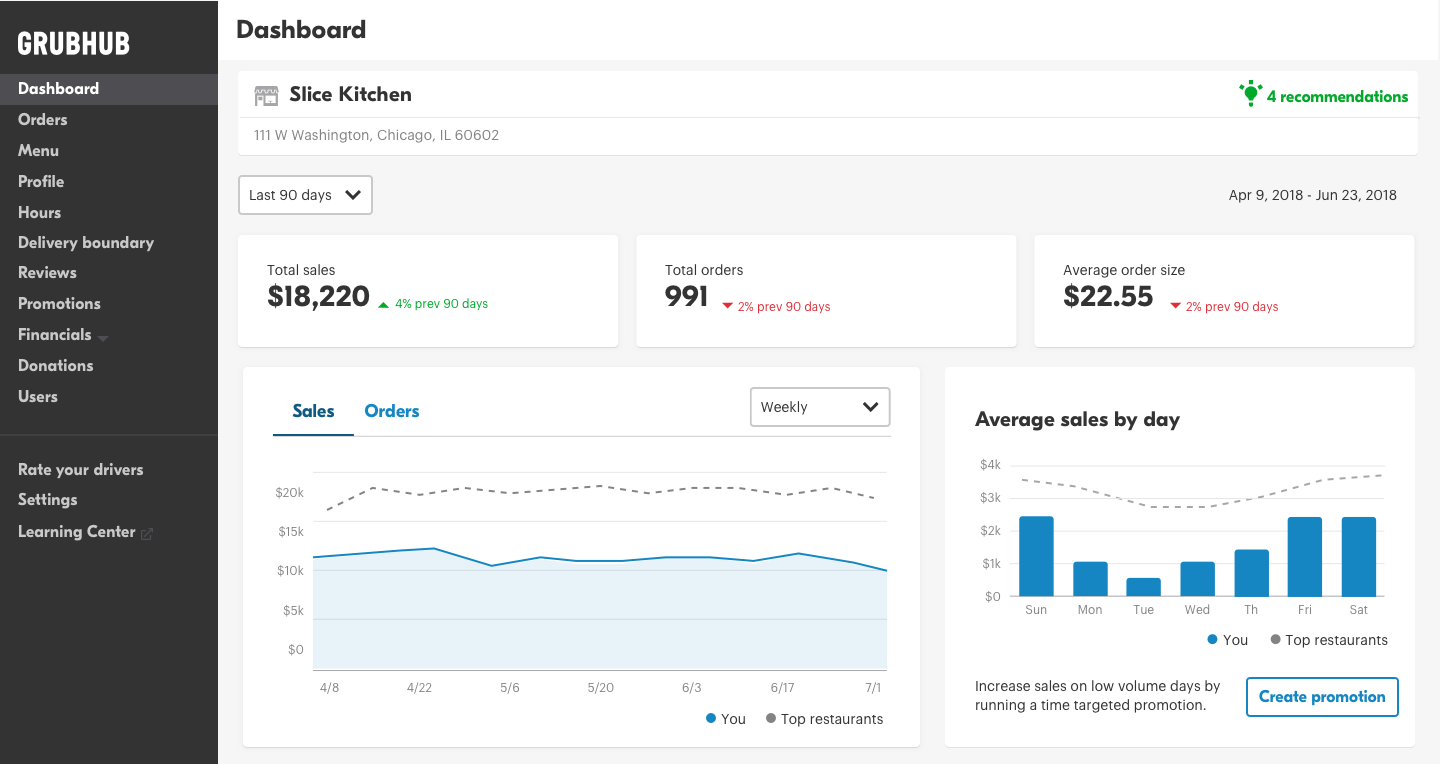 GRUBHUB
Dashboard
Orders
Menu
Profile
Hours
Delivery boundary
Reviews
Promotions
Financials
Donations
Users
Rate your drivers
Settings
Learning Center
Dashboard
Slice Kitchen
4 recommendations
111 W Washington, Chicago, IL 60602
Last 90 days
Apr 9, 2018 - Jun 23, 2018
Total sales
$18,220 4% prev 90 days
Total orders
991 2% prev 90 days
Average order size
$22.55 2% prev 90 days
Sales Orders
Weekly
$20k
$15k
$10k
$5k
$0
4/8 4/22 5/6 5/20 6/3 6/17 7/1
You Top restaurants
Average sales by day
$4k
$3k
$2k
$1k
$0
Sun Mon Tue Wed Th Fri Sat
You Top restaurants
Increase sales on low volume days by
running a time targeted promotion.
Create promotion